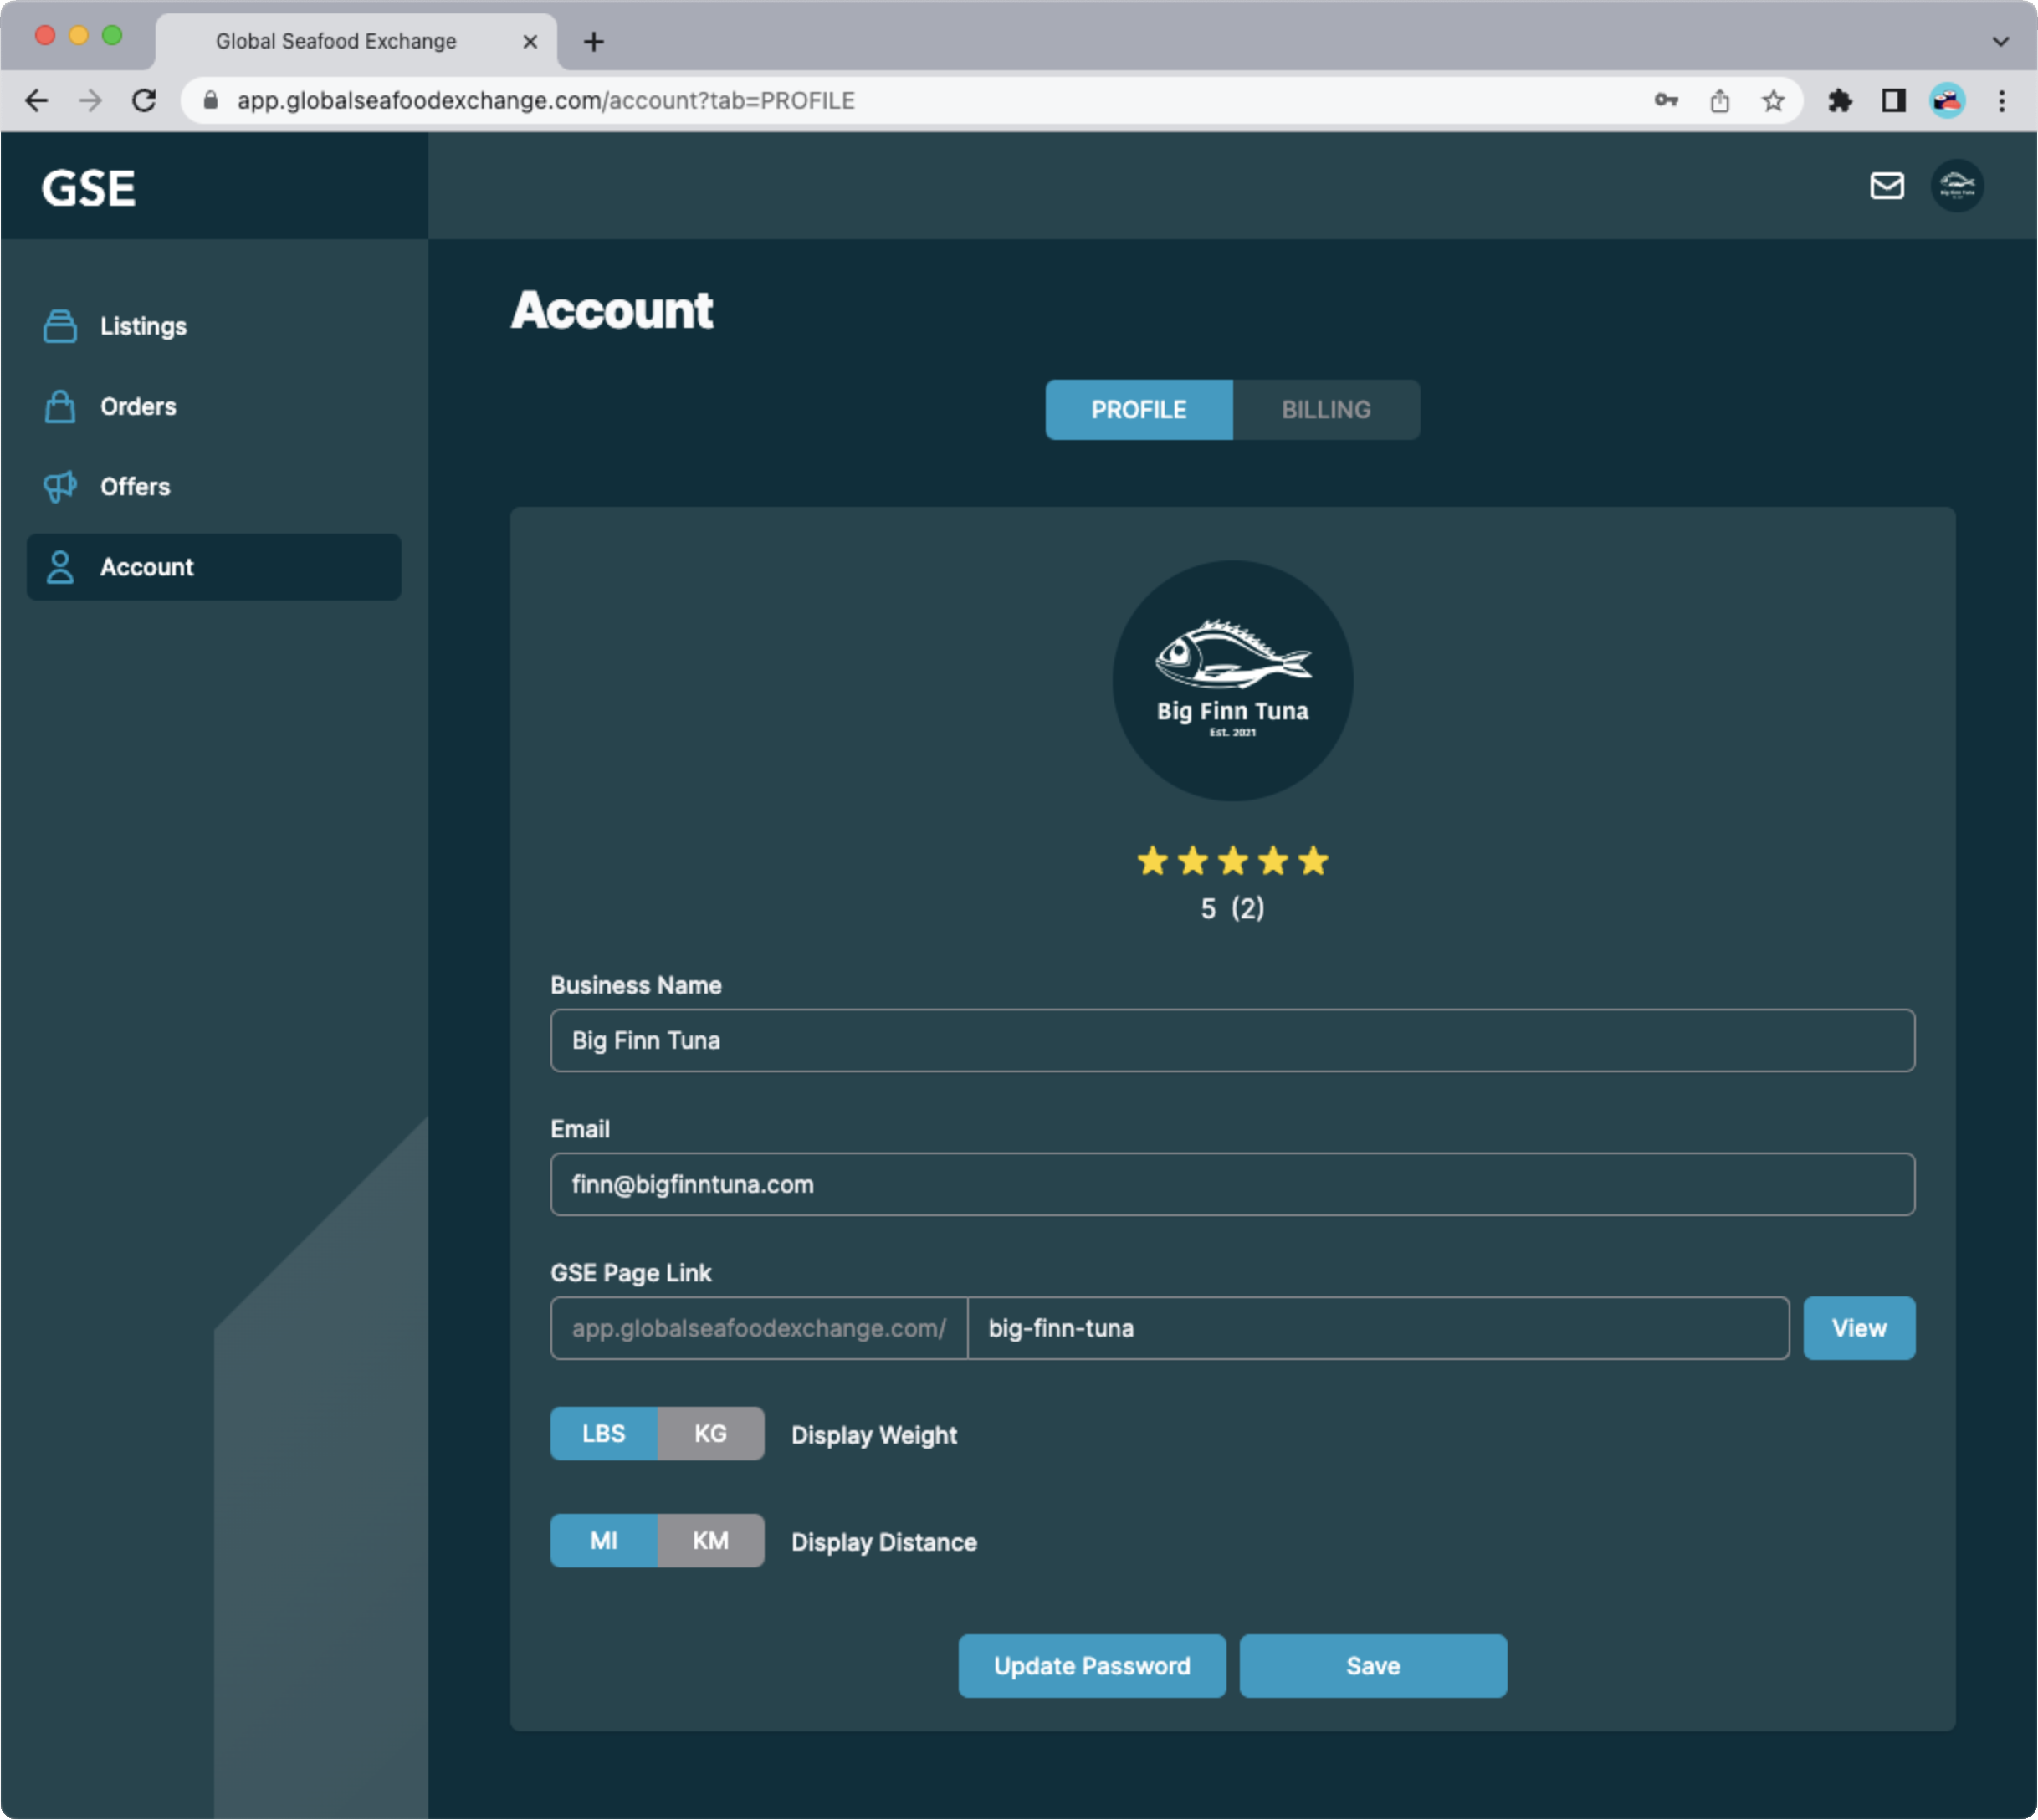 Global Seafood Exchange
app.globalseafoodexchange.com/account?tab=PROFILE
GSE
Listings
Orders
Offers
Account
Account
PROFILE BILLING
Big Finn Tuna
Est. 2021
5 (2)
Business Name
Big Finn Tuna
Email
finn@bigfinntuna.com
GSE Page Link
app.globalseafoodexchange.com/ big-finn-tuna View
LBS KG Display Weight
MI KM Display Distance
Update Password Save